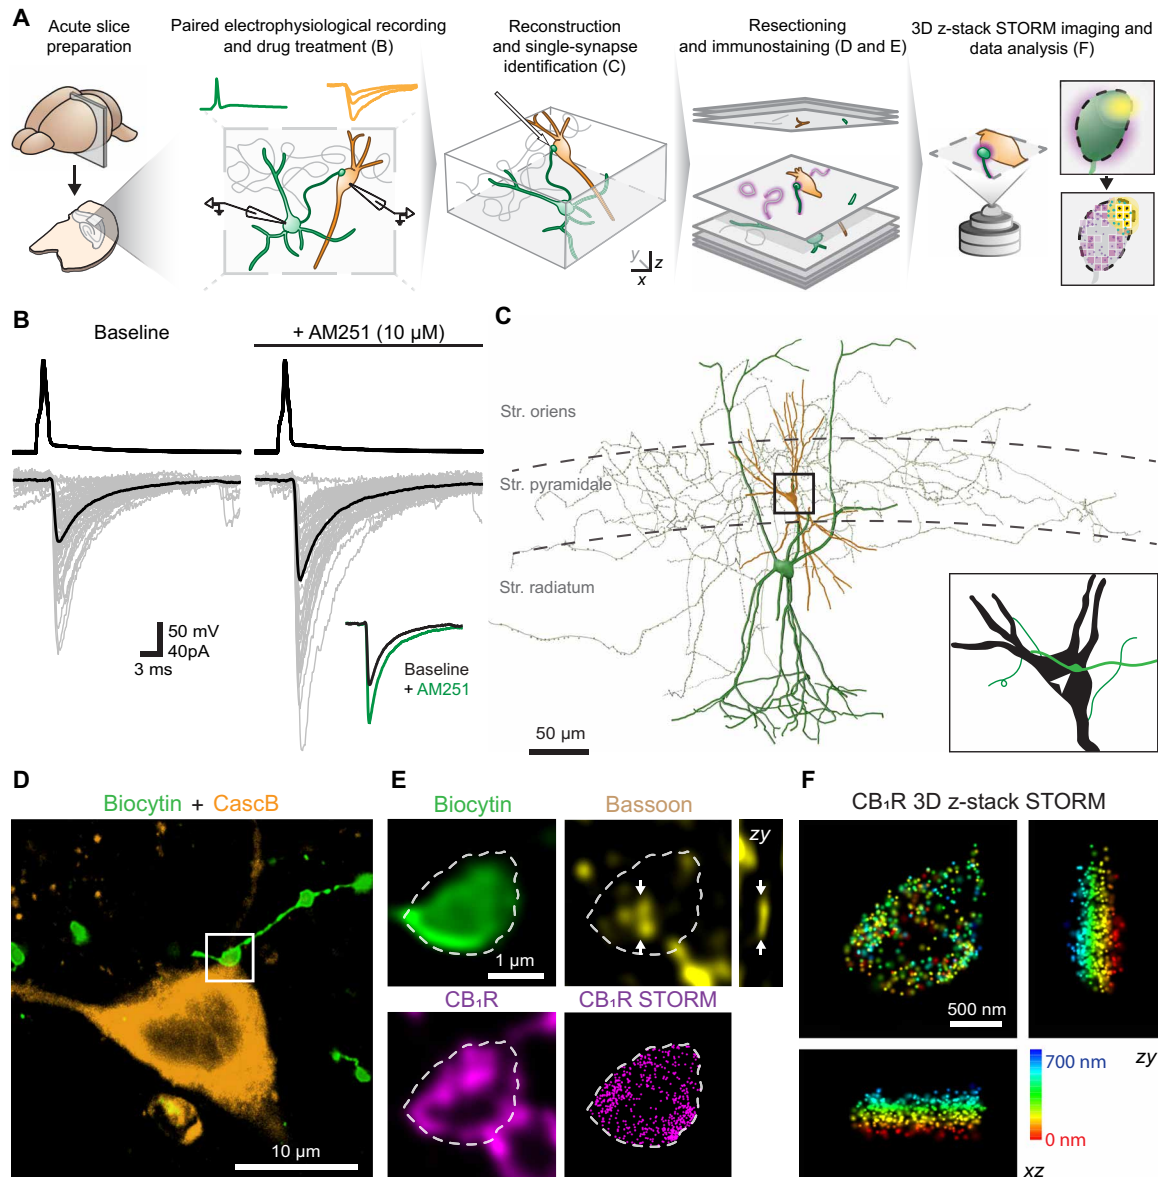 A
Acute slice
preparation
Paired electrophysiological recording
and drug treatment (B)
Reconstruction
and single-synapse
identification (C)
Resectioning
and immunostaining (D and E)
3D z-stack STORM imaging and
data analysis (F)
y
z
x
B
Baseline
+ AM251 (10 µM)
50 mV
40pA
3 ms
Baseline
+ AM251
C
Str. oriens
Str. pyramidale
Str. radiatum
50 µm
D
Biocytin + CascB
10 µm
E
Biocytin
Bassoon
zy
1 µm
CB₁R
CB₁R STORM
F
CB₁R 3D z-stack STORM
500 nm
zy
700 nm
0 nm
xz